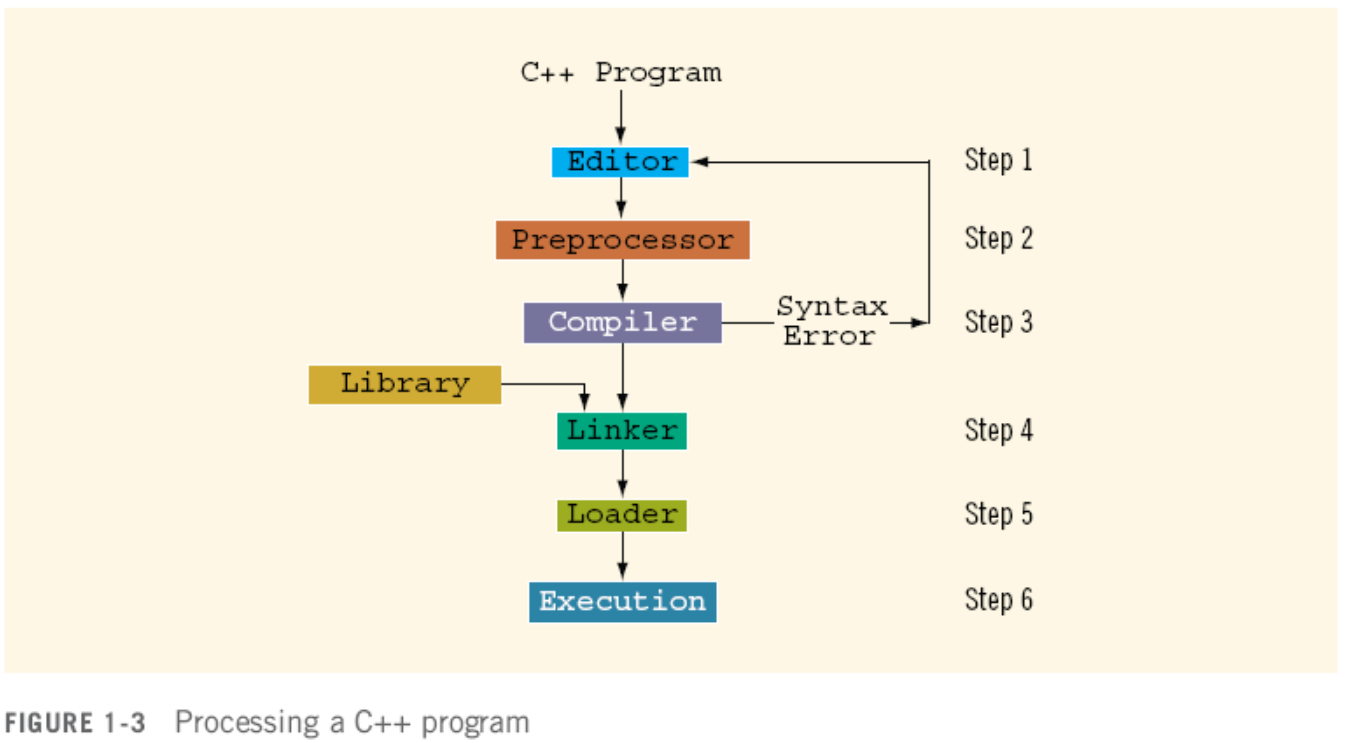 C++ Program
Editor
Step 1
Preprocessor
Step 2
Compiler
Syntax
Error
Step 3
Library
Linker
Step 4
Loader
Step 5
Execution
Step 6
FIGURE 1-3 Processing a C++ program